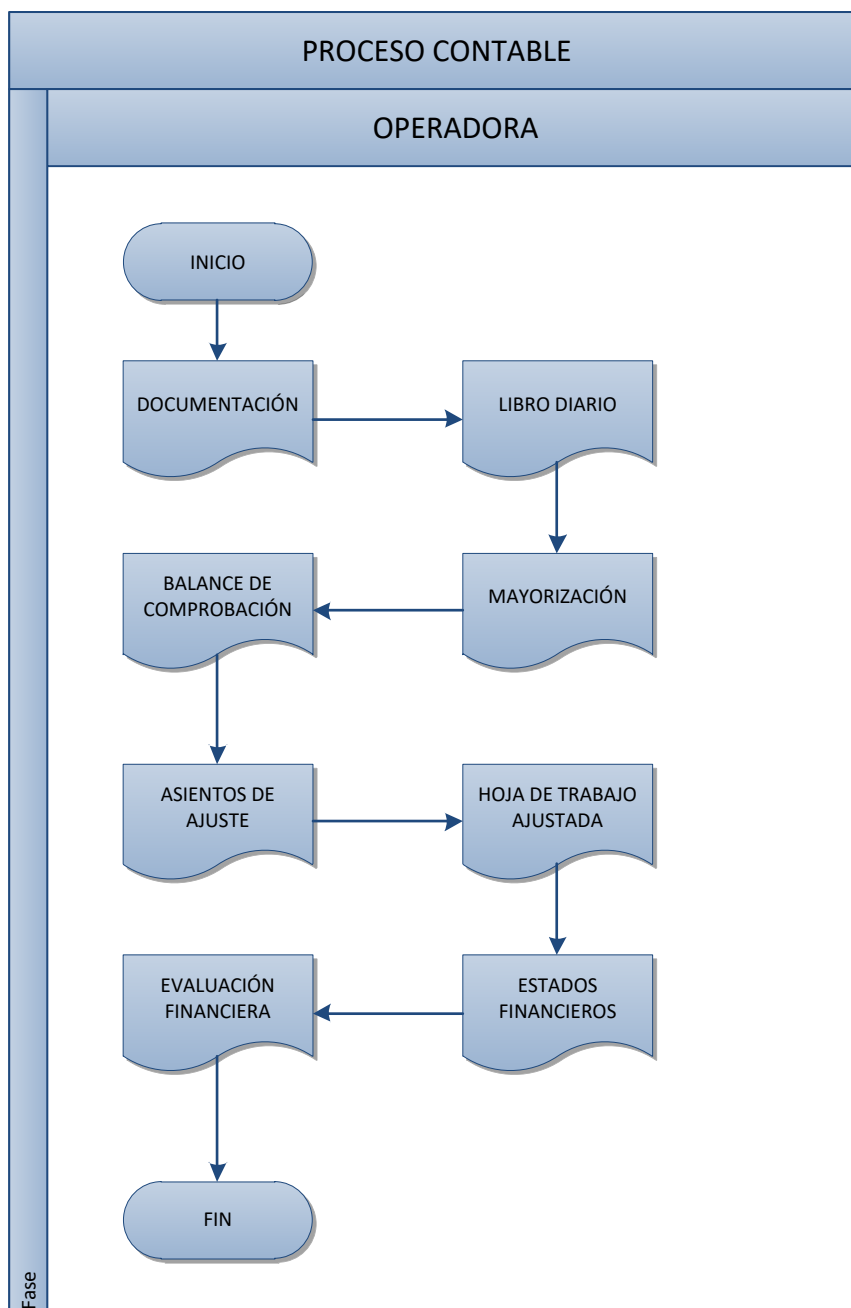 PROCESO CONTABLE
OPERADORA
INICIO
DOCUMENTACIÓN
LIBRO DIARIO
MAYORIZACIÓN
BALANCE DE
COMPROBACIÓN
ASIENTOS DE
AJUSTE
HOJA DE TRABAJO
AJUSTADA
ESTADOS
FINANCIEROS
EVALUACIÓN
FINANCIERA
FIN
Fase